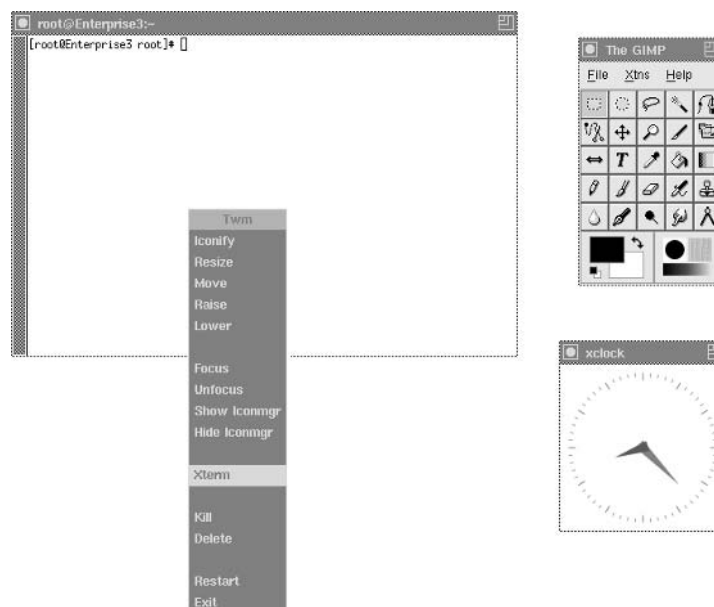 root@Enterprise3:~
[root@Enterprise3 root]#
The GIMP
File Xtns Help
Twm
Iconify
Resize
Move
Raise
Lower
Focus
Unfocus
Show Iconmgr
Hide Iconmgr
Xterm
Kill
Delete
Restart
Exit
xclock